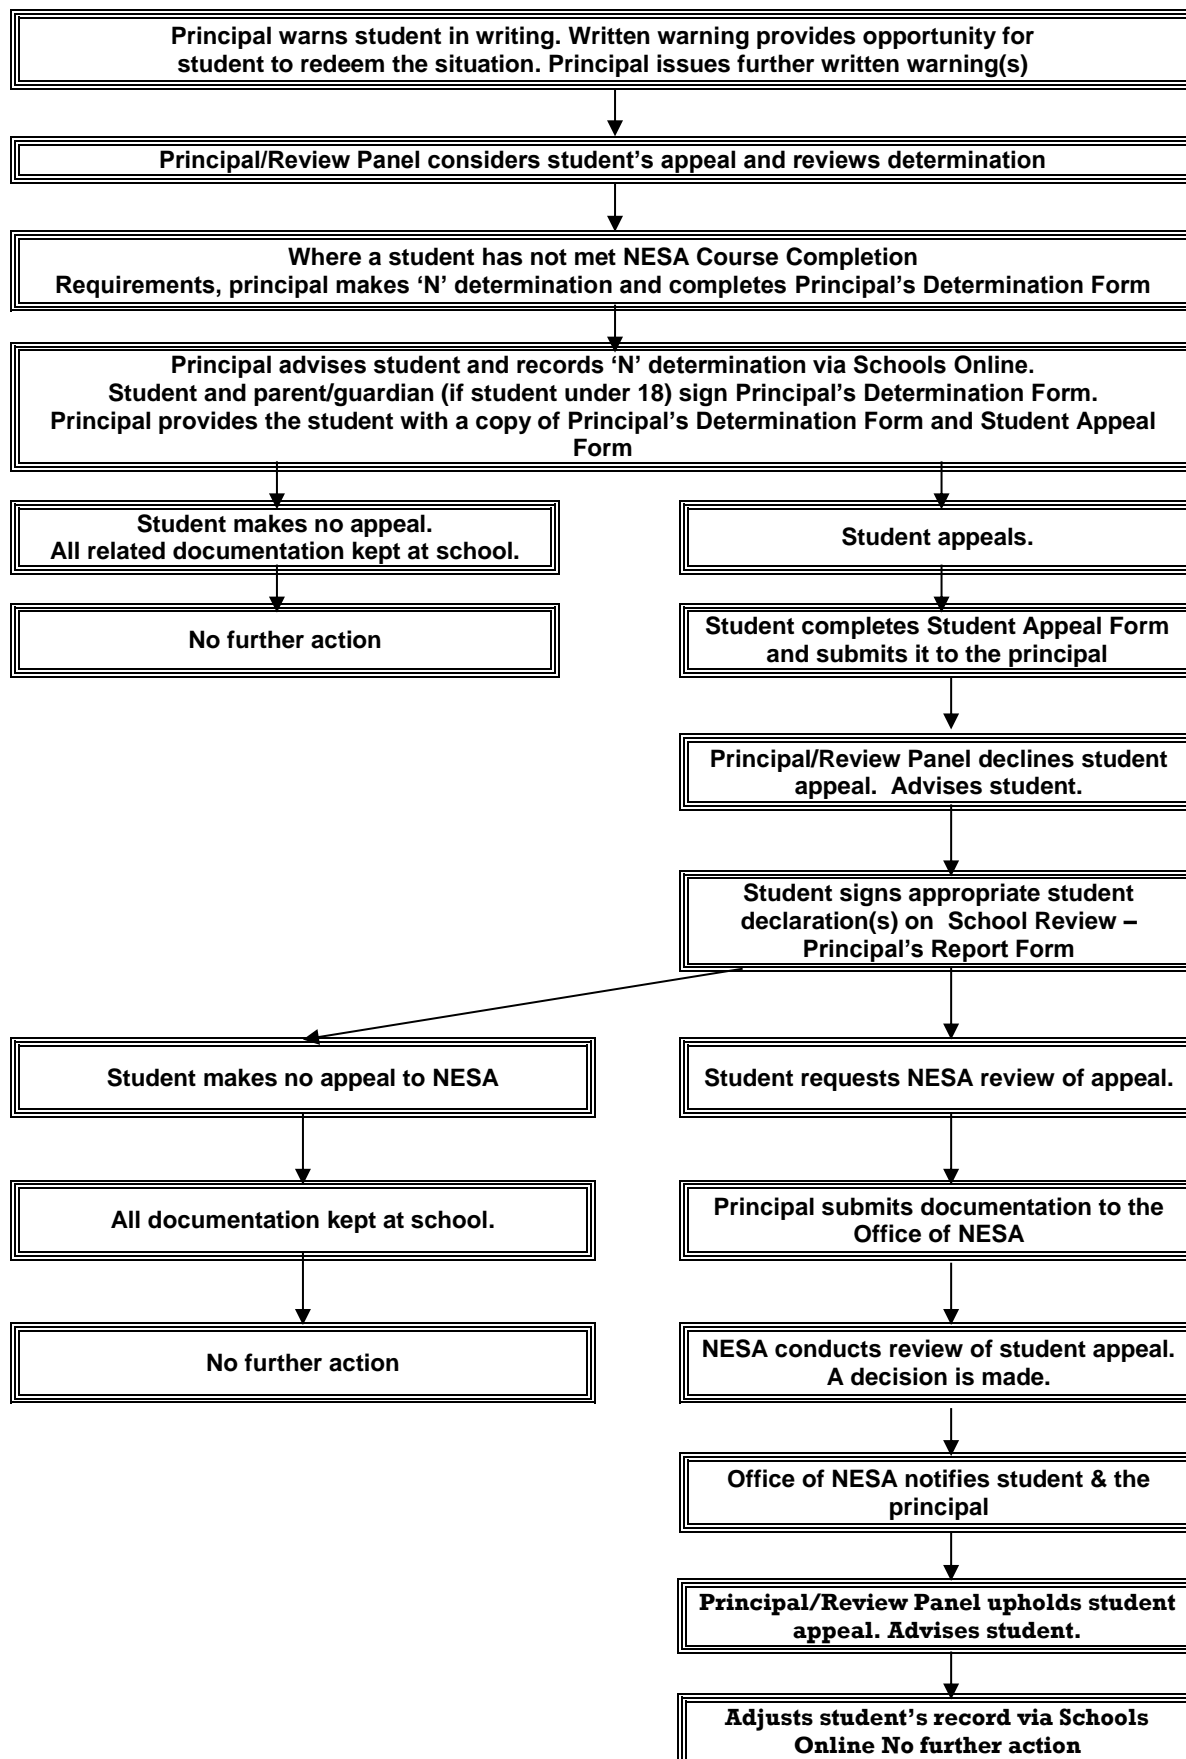 Principal warns student in writing. Written warning provides opportunity for
student to redeem the situation. Principal issues further written warning(s)
Principal/Review Panel considers student's appeal and reviews determination
Where a student has not met NESA Course Completion
Requirements, principal makes ‘N’ determination and completes Principal’s Determination Form
Principal advises student and records ‘N’ determination via Schools Online.
Student and parent/guardian (if student under 18) sign Principal’s Determination Form.
Principal provides the student with a copy of Principal’s Determination Form and Student Appeal
Form
Student makes no appeal.
All related documentation kept at school.
Student appeals.
No further action
Student completes Student Appeal Form
and submits it to the principal
Principal/Review Panel declines student
appeal.  Advises student.
Student signs appropriate student
declaration(s) on  School Review –
Principal’s Report Form
Student makes no appeal to NESA
Student requests NESA review of appeal.
All documentation kept at school.
Principal submits documentation to the
Office of NESA
No further action
NESA conducts review of student appeal.
A decision is made.
Office of NESA notifies student & the
principal
Principal/Review Panel upholds student
appeal. Advises student.
Adjusts student’s record via Schools
Online No further action